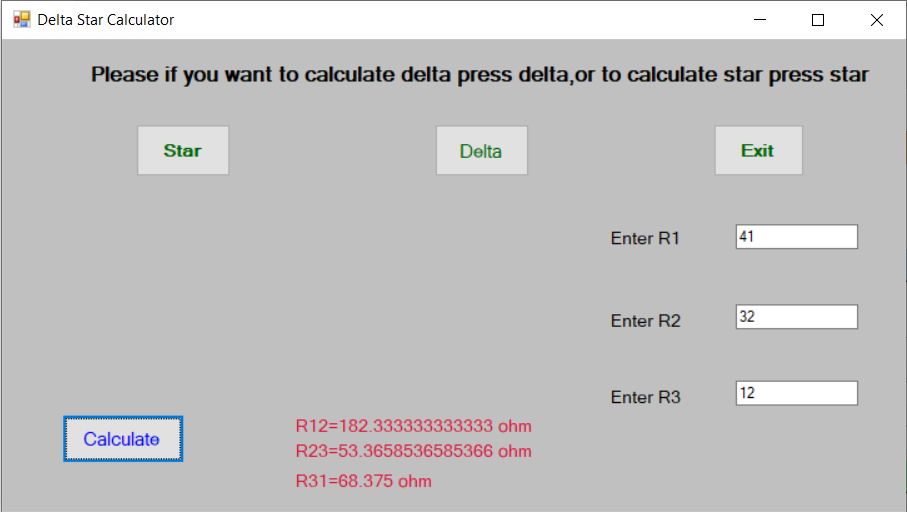 Delta Star Calculator
Please if you want to calculate delta press delta,or to calculate star press star
Star
Delta
Exit
Enter R1
41
Enter R2
32
Enter R3
12
Calculate
R12=182.333333333333 ohm
R23=53.3658536585366 ohm
R31=68.375 ohm